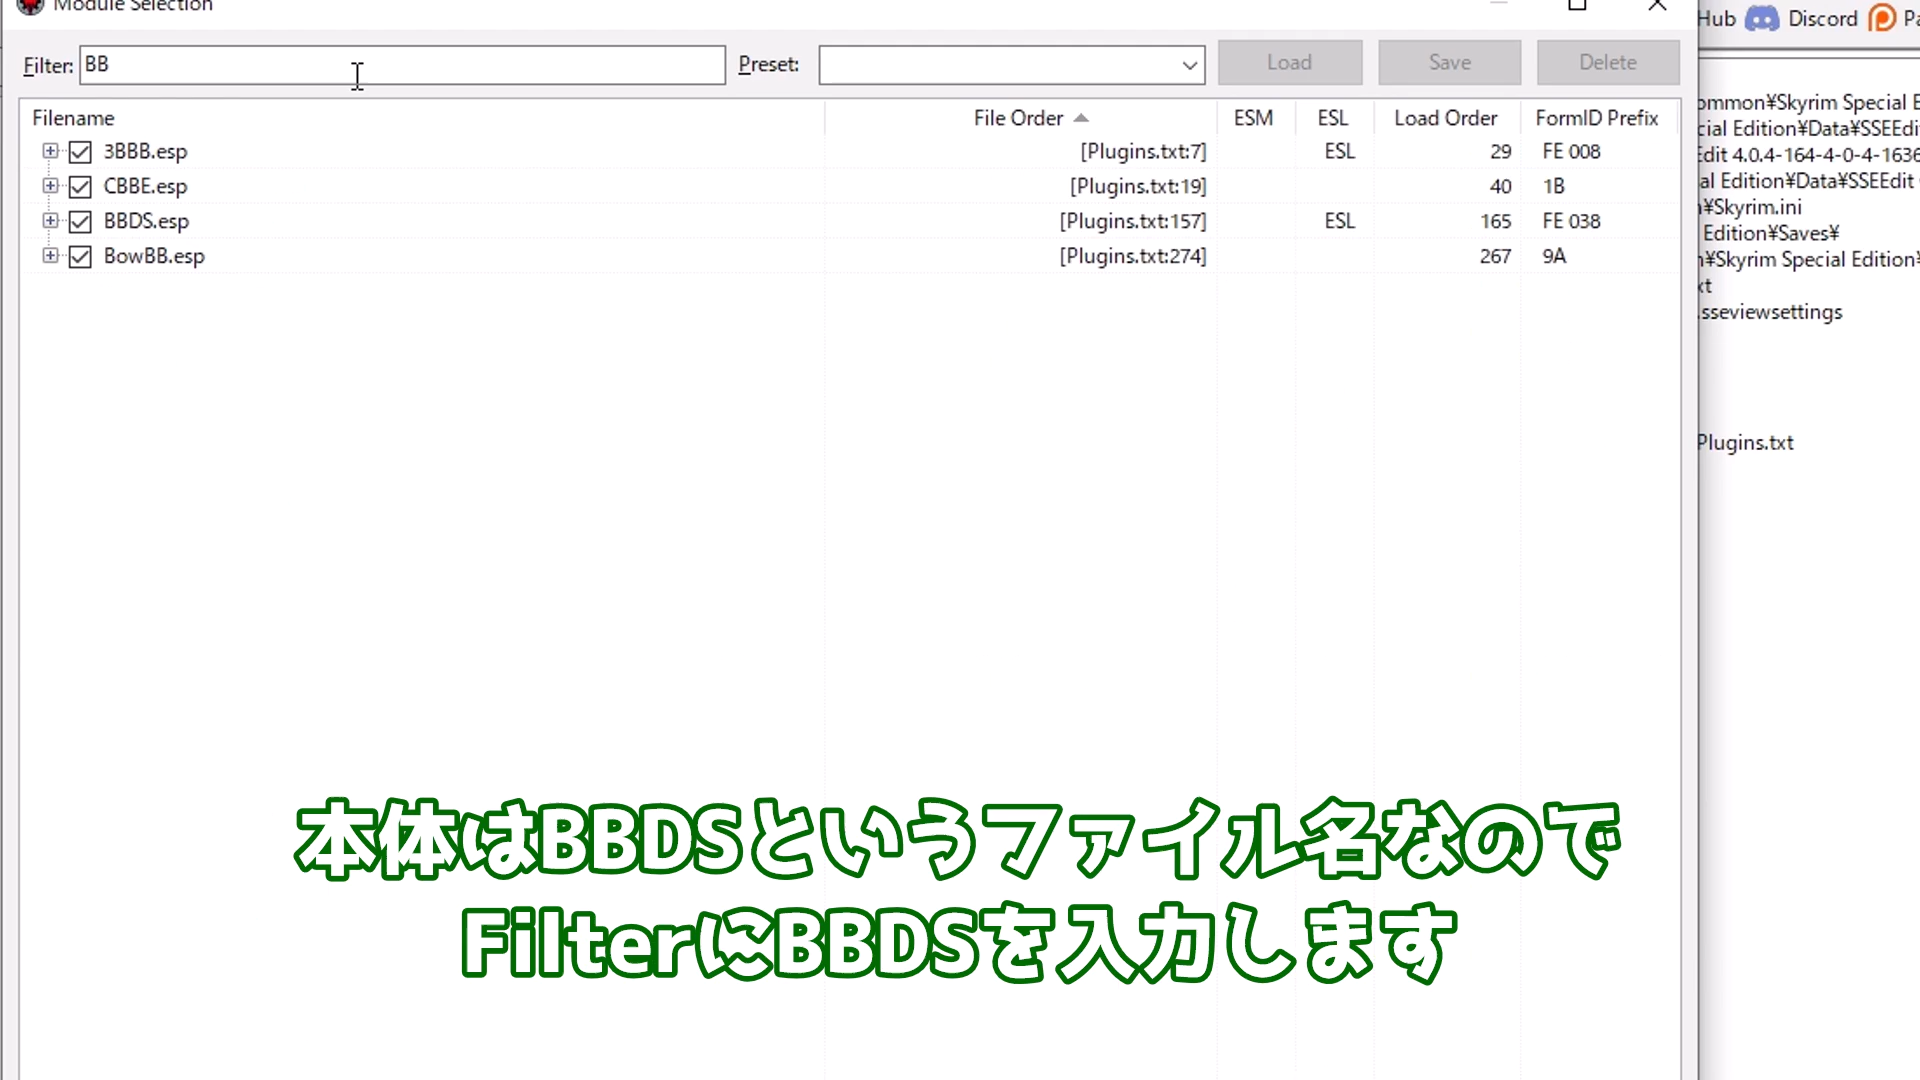 Module Selection
Filter: BB Preset: Load Save Delete
Filename File Order ESM ESL Load Order FormID Prefix
3BBB.esp [Plugins.txt:7] ESL 29 FE 008
CBBE.esp [Plugins.txt:19] 40 1B
BBDS.esp [Plugins.txt:157] ESL 165 FE 038
BowBB.esp [Plugins.txt:274] 267 9A
Hub Discord Pa
ommon¥Skyrim Special E
cial Edition¥Data¥SSEEdi
Edit 4.0.4-164-4-0-4-1636
al Edition¥Data¥SSEEdit
¥Skyrim.ini
Edition¥Saves¥
¥Skyrim Special Edition¥
xt
.sseviewsettings
Plugins.txt
本体はBBDSというファイル名なので
FilterにBBDSを入力します